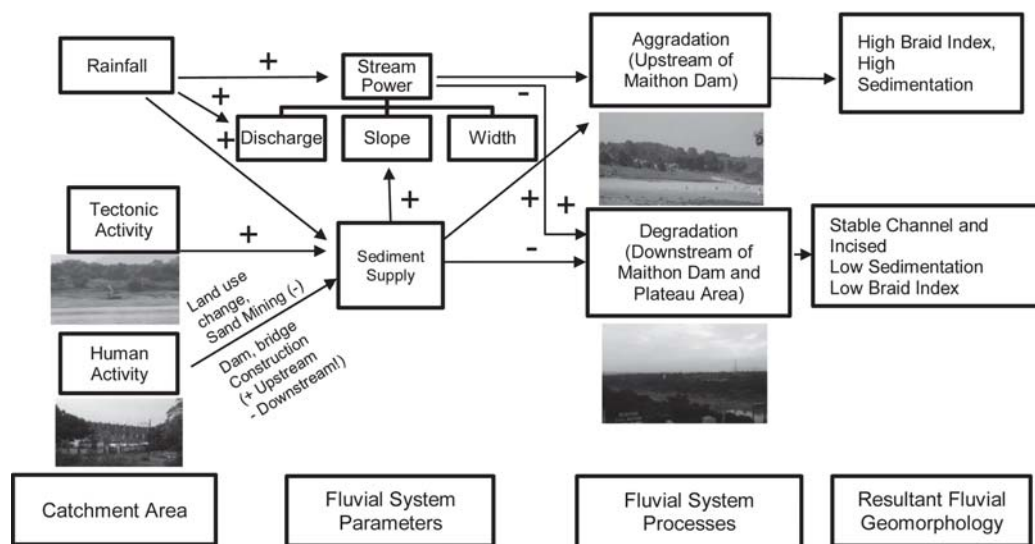 Rainfall
+
Stream
Power
-
+
+
Discharge
Slope
Width
Aggradation
(Upstream of
Maithon Dam)
High Braid Index,
High
Sedimentation
Tectonic
Activity
+
+
Sediment
Supply
+
+
-
Degradation
(Downstream of
Maithon Dam and
Plateau Area)
Stable Channel and
Incised
Low Sedimentation
Low Braid Index
Land use
change,
Sand Mining (-)
Human
Activity
Dam, bridge
Construction
(+ Upstream
- Downstream!)
Catchment Area
Fluvial System
Parameters
Fluvial System
Processes
Resultant Fluvial
Geomorphology